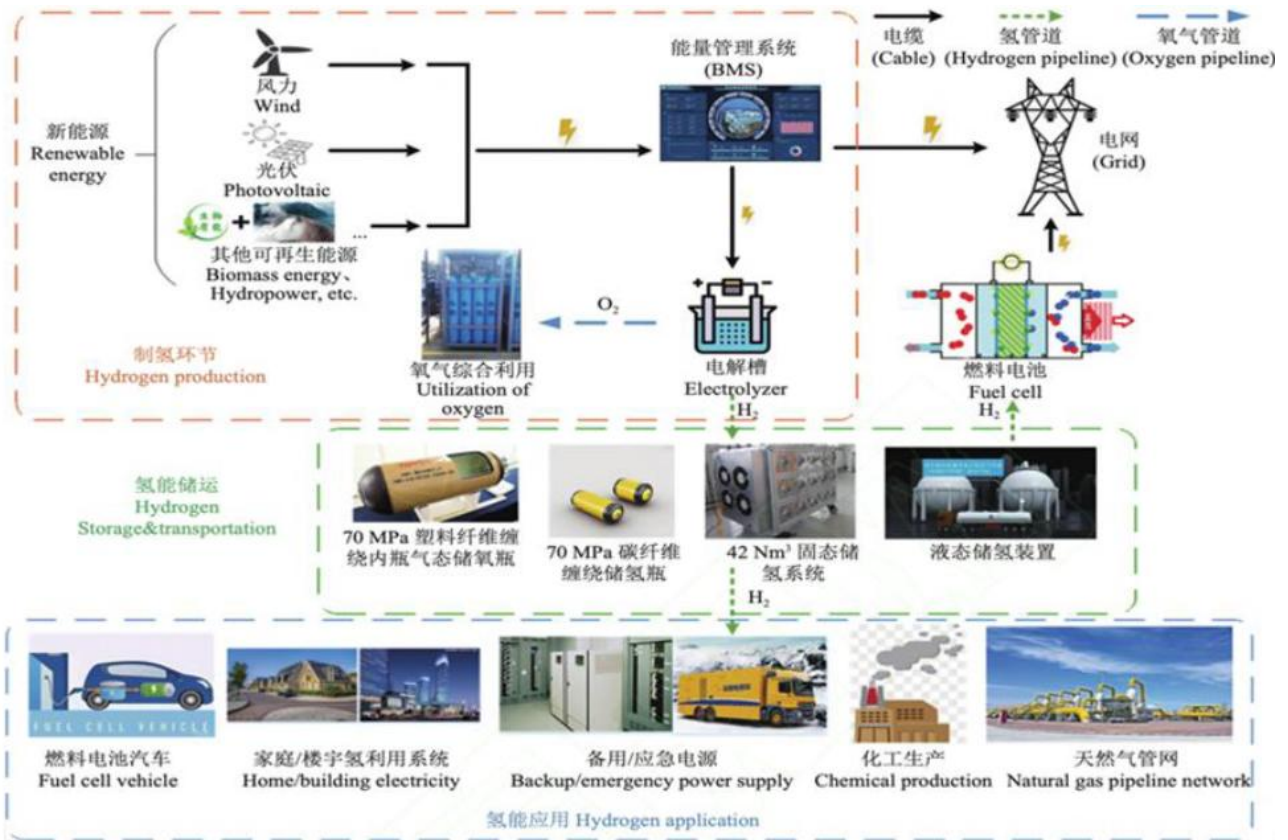 电缆
(Cable)
氢管道
(Hydrogen pipeline)
氧气管道
(Oxygen pipeline)
新能源
Renewable
energy
风力
Wind
光伏
Photovoltaic
生物
质能
+
...
其他可再生能源
Biomass energy、
Hydropower, etc.
能量管理系统
(BMS)
电网
(Grid)
制氢环节
Hydrogen production
氧气综合利用
Utilization of
oxygen
O₂
+
-
电解槽
Electrolyzer
H₂
燃料电池
Fuel cell
H₂
氢能储运
Hydrogen
Storage&transportation
70 MPa 塑料纤维缠
绕内瓶气态储氧瓶
70 MPa 碳纤维
缠绕储氢瓶
42 Nm³ 固态储
氢系统
液态储氢装置
H₂
FUEL CELL VEHICLE
燃料电池汽车
Fuel cell vehicle
家庭/楼宇氢利用系统
Home/building electricity
备用/应急电源
Backup/emergency power supply
化工生产
Chemical production
天然气管网
Natural gas pipeline network
氢能应用 Hydrogen application